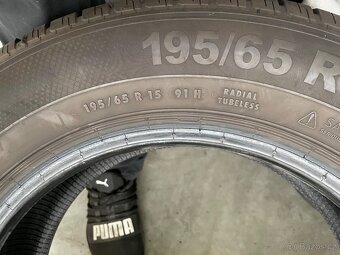 195/65 R
195/65 R 15 91 H RADIAL
TUBELESS
PUMA